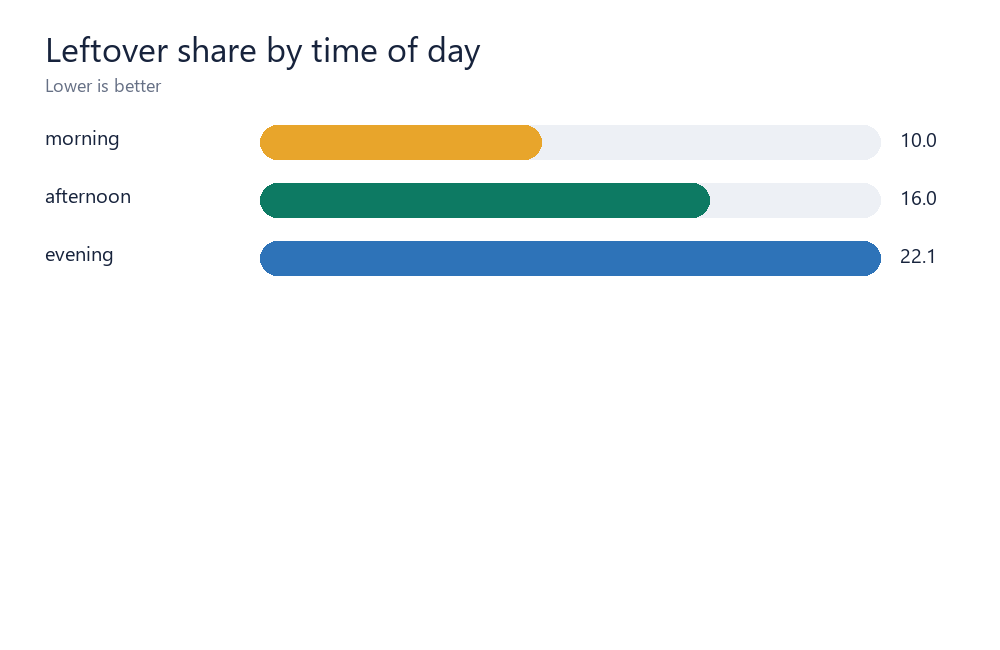 Leftover share by time of day
Lower is better
morning 10.0
afternoon 16.0
evening 22.1